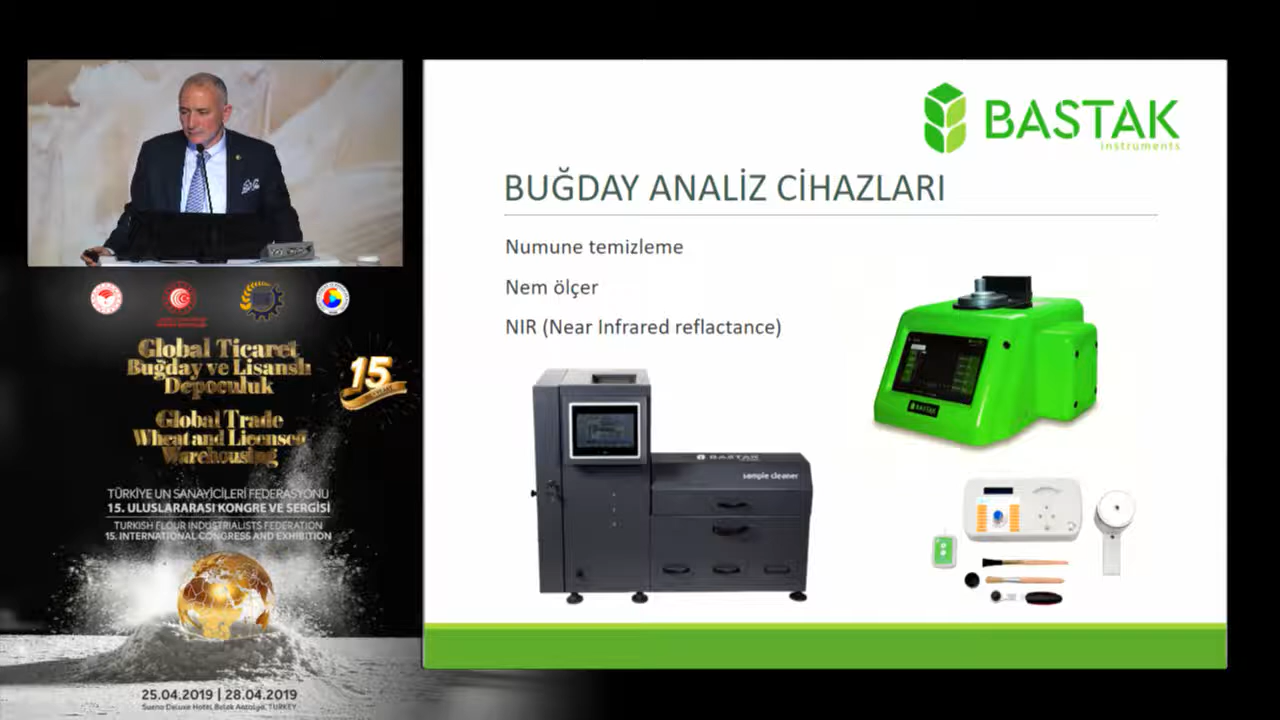 Global Ticaret
Buğday ve Lisanslı
Depoculuk
15
Global Trade
Wheat and Licensed
Warehousing
TÜRKİYE UN SANAYİCİLERİ FEDERASYONU
15. ULUSLARARASI KONGRE VE SERGİSİ
TURKISH FLOUR INDUSTRIALISTS FEDERATION
15. INTERNATIONAL CONGRESS AND EXHIBITION
25.04.2019 | 28.04.2019
Sueno Deluxe Hotel, Belek Antalya, TURKEY
BASTAK
instruments
BUĞDAY ANALİZ CİHAZLARI
Numune temizleme
Nem ölçer
NIR (Near Infrared reflactance)
BASTAK
BASTAK
sample cleaner